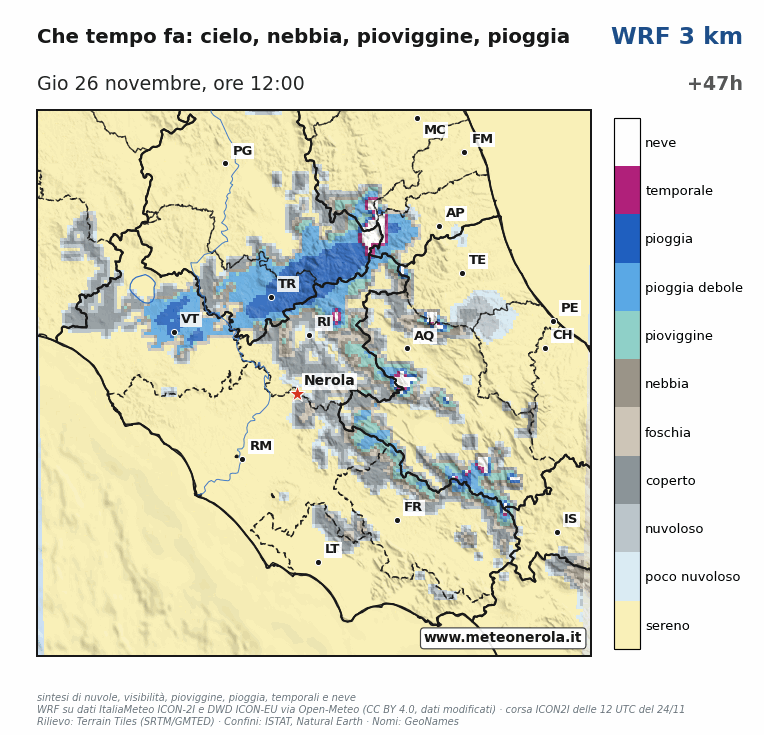 Che tempo fa: cielo, nebbia, pioviggine, pioggia
WRF 3 km
Gio 26 novembre, ore 12:00
+47h
MC
FM
PG
AP
TE
TR
VT
RI
PE
CH
AQ
Nerola
RM
FR
IS
LT
www.meteonerola.it
neve
temporale
pioggia
pioggia debole
pioviggine
nebbia
foschia
coperto
nuvoloso
poco nuvoloso
sereno
sintesi di nuvole, visibilità, pioviggine, pioggia, temporali e neve
WRF su dati ItaliaMeteo ICON-2I e DWD ICON-EU via Open-Meteo (CC BY 4.0, dati modificati) · corsa ICON2I delle 12 UTC del 24/11
Rilievo: Terrain Tiles (SRTM/GMTED) · Confini: ISTAT, Natural Earth · Nomi: GeoNames